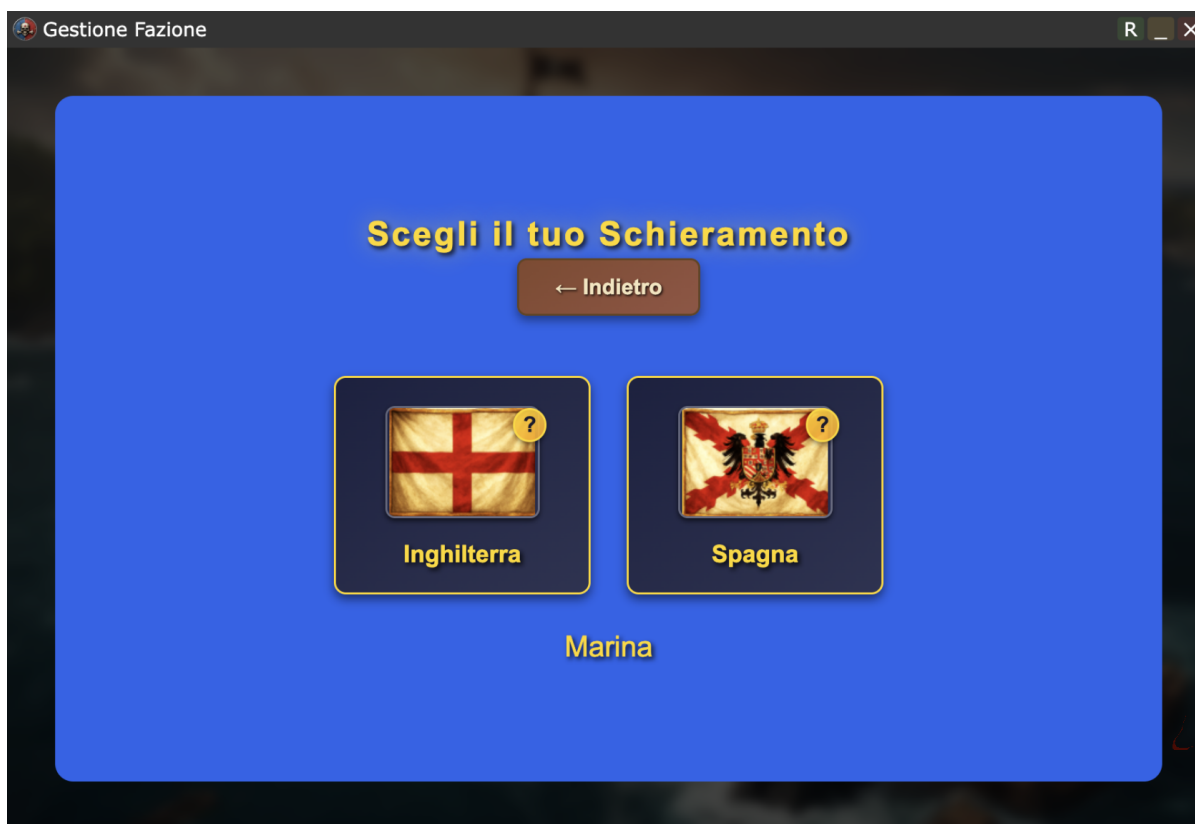 Gestione Fazione
R _ ×
Scegli il tuo Schieramento
← Indietro
? ?
Inghilterra Spagna
Marina